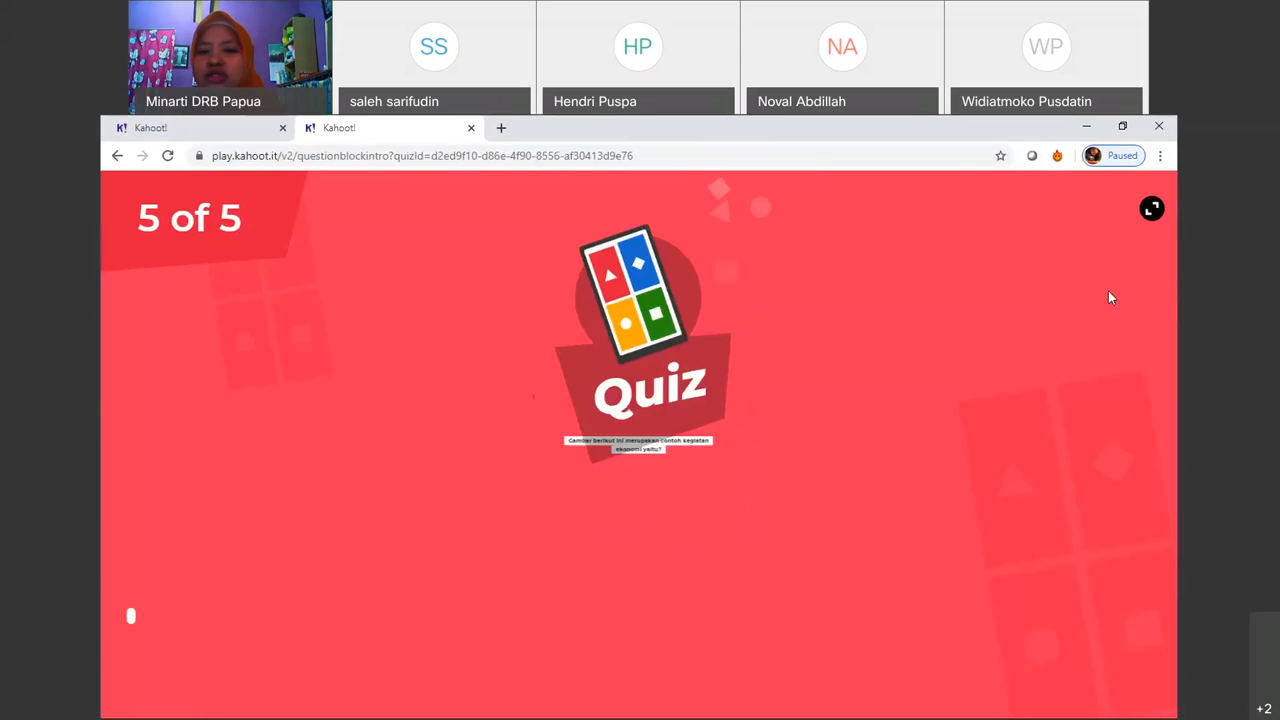 SS
HP
NA
WP
Minarti DRB Papua
saleh sarifudin
Hendri Puspa
Noval Abdillah
Widiatmoko Pusdatin
K! Kahoot!
K! Kahoot!
play.kahoot.it/v2/questionblockintro?quizId=d2ed9f10-d86e-4f90-8556-af30413d9e76
Paused
5 of 5
Quiz
Gambar berikut ini merupakan contoh kegiatan
ekonomi yaitu?
+2